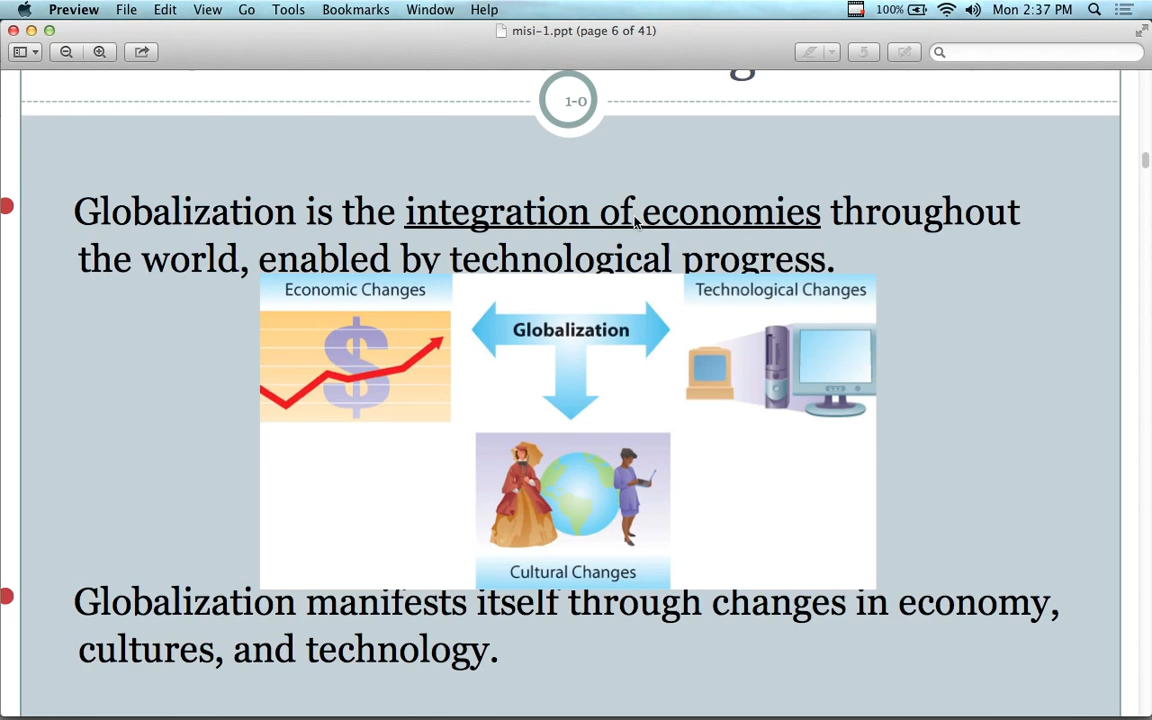 Preview File Edit View Go Tools Bookmarks Window Help 100% Mon 2:37 PM
misi-1.ppt (page 6 of 41)
1-0
Globalization is the integration of economies throughout
the world, enabled by technological progress.
Economic Changes
Globalization
Technological Changes
$
Cultural Changes
Globalization manifests itself through changes in economy,
cultures, and technology.